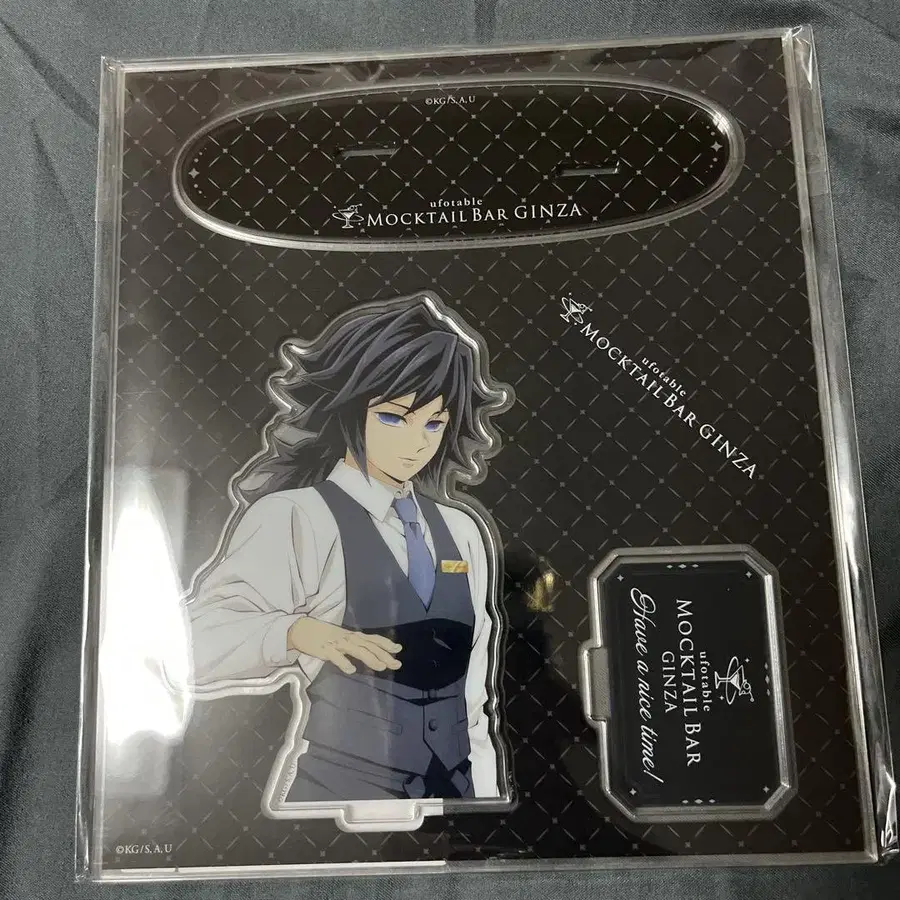 ©KG/S, A, U
ufotable
MOCKTAIL BAR GINZA
ufotable
MOCKTAIL BAR GINZA
ufotable
MOCKTAIL BAR
GINZA
Have a nice time!
©KG/S, A, U